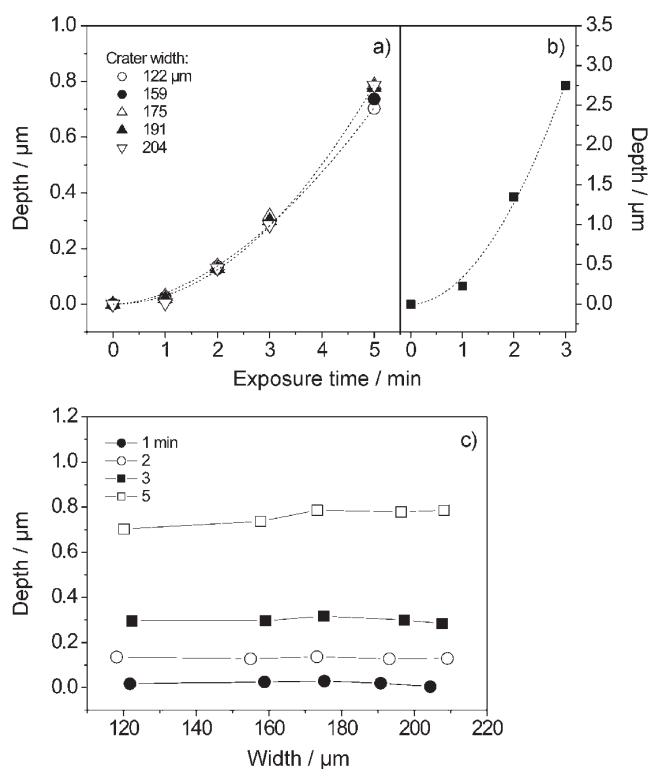 a)
b)
Crater width:
122 µm
159
175
191
204
1.0
0.8
0.6
0.4
0.2
0.0
Depth / µm
3.5
3.0
2.5
2.0
1.5
1.0
0.5
0.0
Depth / µm
0 1 2 3 4 5
0 1 2 3
Exposure time / min
c)
1 min
2
3
5
1.2
1.0
0.8
0.6
0.4
0.2
0.0
Depth / µm
120 140 160 180 200 220
Width / µm